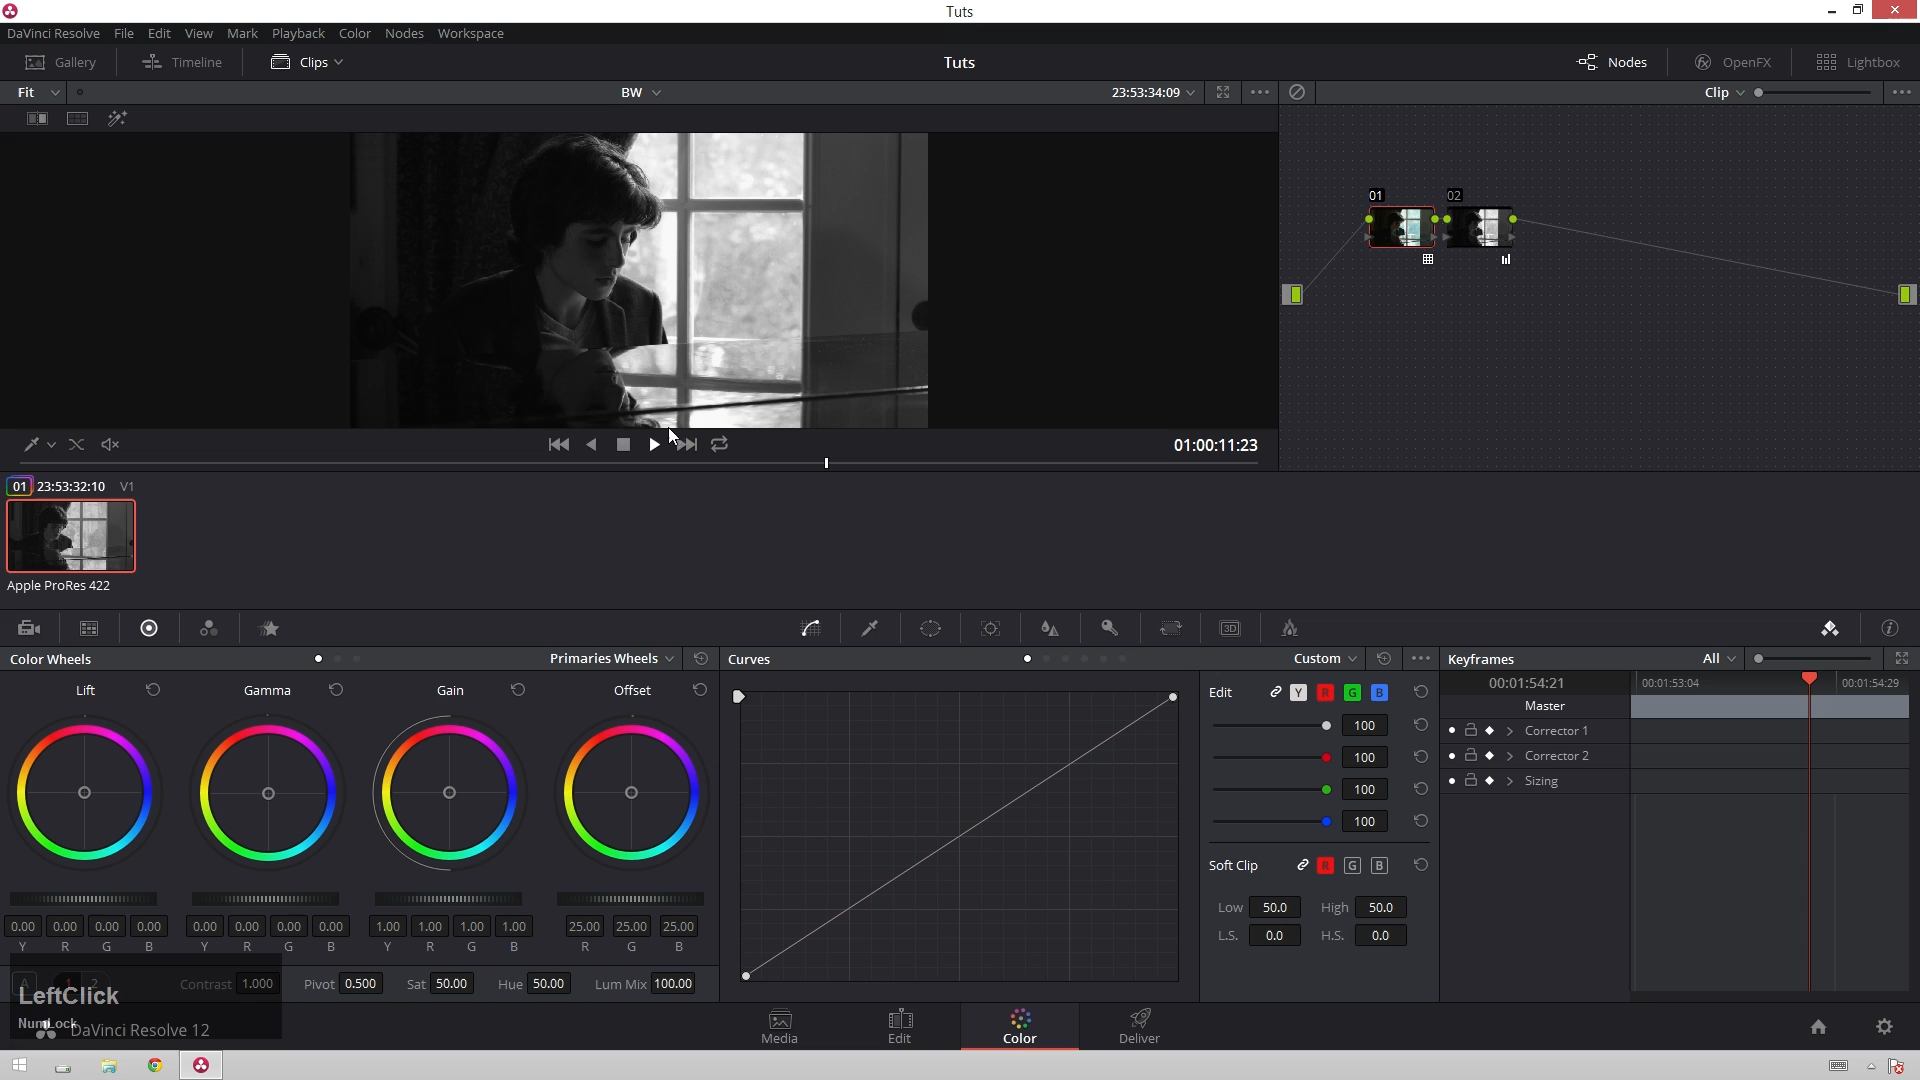 Tuts
DaVinci Resolve File Edit View Mark Playback Color Nodes Workspace
Gallery Timeline Clips Tuts Nodes OpenFX Lightbox
Fit BW 23:53:34:09 Clip
01 02
01:00:11:23
01 23:53:32:10 V1
Apple ProRes 422
3D
Color Wheels Primaries Wheels Curves Custom Keyframes All
Lift Gamma Gain Offset
Edit Y R G B
00:01:54:21 00:01:53:04 00:01:54:29
Master
100
Corrector 1
100
Corrector 2
100
Sizing
100
Soft Clip R G B
Low 50.0 High 50.0
L.S. 0.0 H.S. 0.0
0.00 0.00 0.00 0.00 0.00 0.00 0.00 0.00 1.00 1.00 1.00 1.00 25.00 25.00 25.00
Y R G B Y R G B Y R G B R G B
A 1 2 Contrast 1.000 Pivot 0.500 Sat 50.00 Hue 50.00 Lum Mix 100.00
LeftClick
NumLock
DaVinci Resolve 12
Media Edit Color Deliver